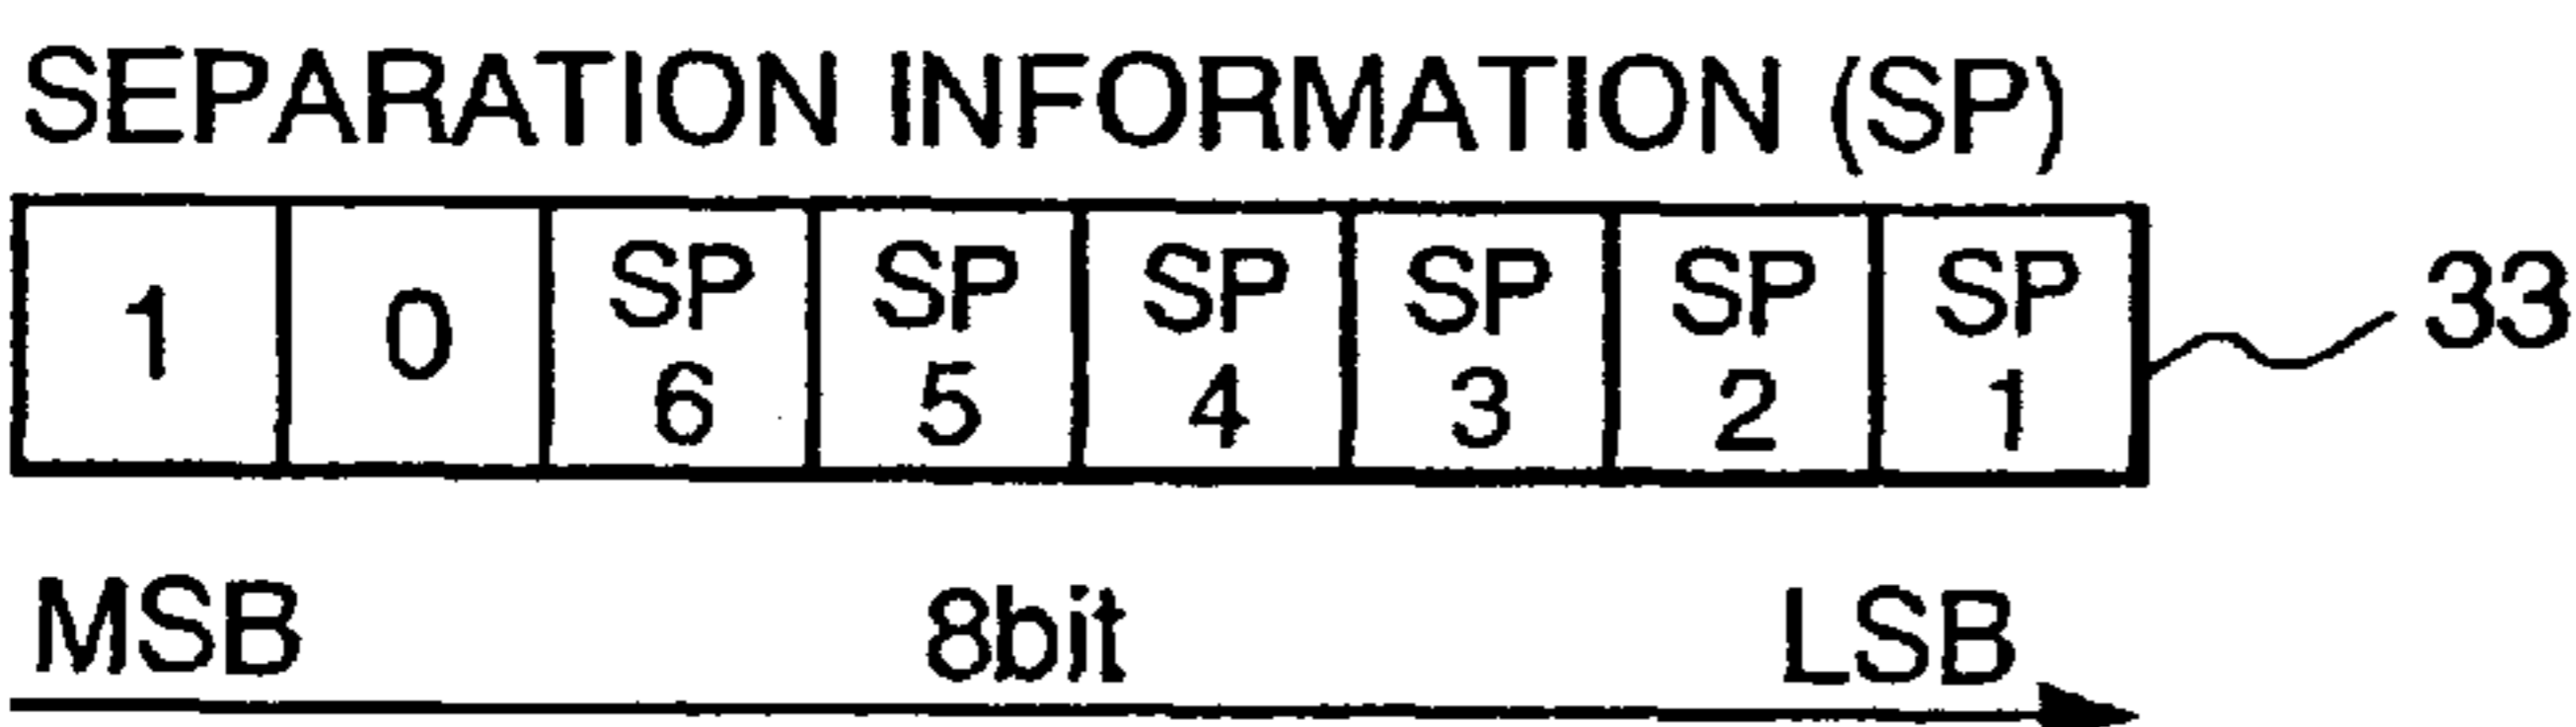 SEPARATION INFORMATION (SP)
1 0 SP 6 SP 5 SP 4 SP 3 SP 2 SP 1 33
MSB 8bit LSB